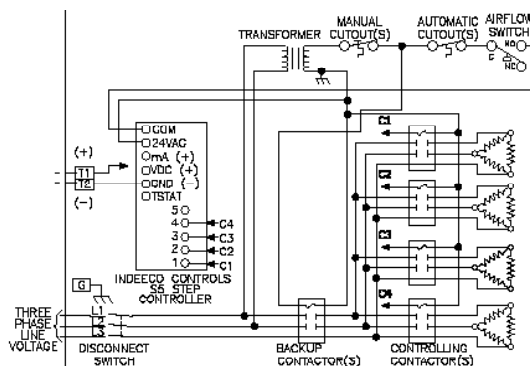 MANUAL
CUTOUT(S)
AUTOMATIC
CUTOUT(S)
AIRFLOW
SWITCH
TRANSFORMER
NO
C
NC
COM
24VAC
mA (+)
VDC (+)
GND (-)
TSTAT
5
4
3
2
1
C4
C3
C2
C1
(+)
T1
T2
(-)
INDEECO CONTROLS
S5 STEP
CONTROLLER
G
THREE
PHASE
LINE
VOLTAGE
L1
L2
L3
DISCONNECT
SWITCH
BACKUP
CONTACTOR(S)
CONTROLLING
CONTACTOR(S)
C1
C2
C3
C4